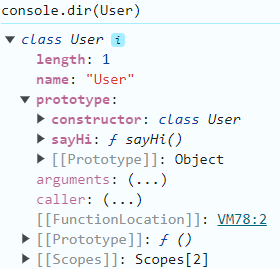 console.dir(User)
▼ class User i
length: 1
name: "User"
▼ prototype:
▶ constructor: class User
▶ sayHi: ƒ sayHi()
▶ [[Prototype]]: Object
arguments: (...)
caller: (...)
[[FunctionLocation]]: VM78:2
▶ [[Prototype]]: ƒ ()
▶ [[Scopes]]: Scopes[2]